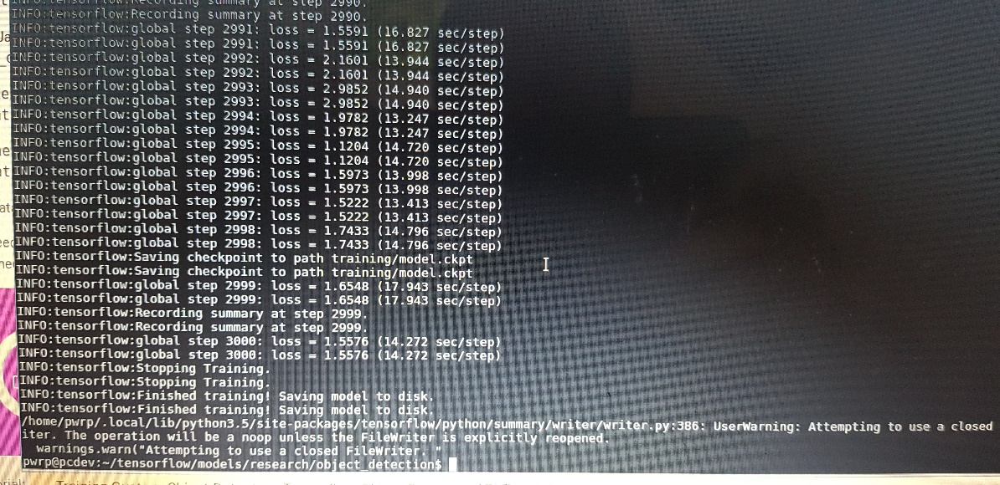 INFO:tensorflow:Recording summary at step 2990.
INFO:tensorflow:Recording summary at step 2990.
INFO:tensorflow:global step 2991: loss = 1.5591 (16.827 sec/step)
INFO:tensorflow:global step 2991: loss = 1.5591 (16.827 sec/step)
INFO:tensorflow:global step 2992: loss = 2.1601 (13.944 sec/step)
INFO:tensorflow:global step 2992: loss = 2.1601 (13.944 sec/step)
INFO:tensorflow:global step 2993: loss = 2.9852 (14.940 sec/step)
INFO:tensorflow:global step 2993: loss = 2.9852 (14.940 sec/step)
INFO:tensorflow:global step 2994: loss = 1.9782 (13.247 sec/step)
INFO:tensorflow:global step 2994: loss = 1.9782 (13.247 sec/step)
INFO:tensorflow:global step 2995: loss = 1.1204 (14.720 sec/step)
INFO:tensorflow:global step 2995: loss = 1.1204 (14.720 sec/step)
INFO:tensorflow:global step 2996: loss = 1.5973 (13.998 sec/step)
INFO:tensorflow:global step 2996: loss = 1.5973 (13.998 sec/step)
INFO:tensorflow:global step 2997: loss = 1.5222 (13.413 sec/step)
INFO:tensorflow:global step 2997: loss = 1.5222 (13.413 sec/step)
INFO:tensorflow:global step 2998: loss = 1.7433 (14.796 sec/step)
INFO:tensorflow:global step 2998: loss = 1.7433 (14.796 sec/step)
INFO:tensorflow:Saving checkpoint to path training/model.ckpt
INFO:tensorflow:Saving checkpoint to path training/model.ckpt
INFO:tensorflow:global step 2999: loss = 1.6548 (17.943 sec/step)
INFO:tensorflow:global step 2999: loss = 1.6548 (17.943 sec/step)
INFO:tensorflow:Recording summary at step 2999.
INFO:tensorflow:Recording summary at step 2999.
INFO:tensorflow:global step 3000: loss = 1.5576 (14.272 sec/step)
INFO:tensorflow:global step 3000: loss = 1.5576 (14.272 sec/step)
INFO:tensorflow:Stopping Training.
INFO:tensorflow:Stopping Training.
INFO:tensorflow:Finished training! Saving model to disk.
INFO:tensorflow:Finished training! Saving model to disk.
/home/pwrp/.local/lib/python3.5/site-packages/tensorflow/python/summary/writer/writer.py:386: UserWarning: Attempting to use a closed
iter. The operation will be a noop unless the FileWriter is explicitly reopened.
warnings.warn("Attempting to use a closed FileWriter. "
pwrp@pcdev:~/tensorflow/models/research/object_detection$